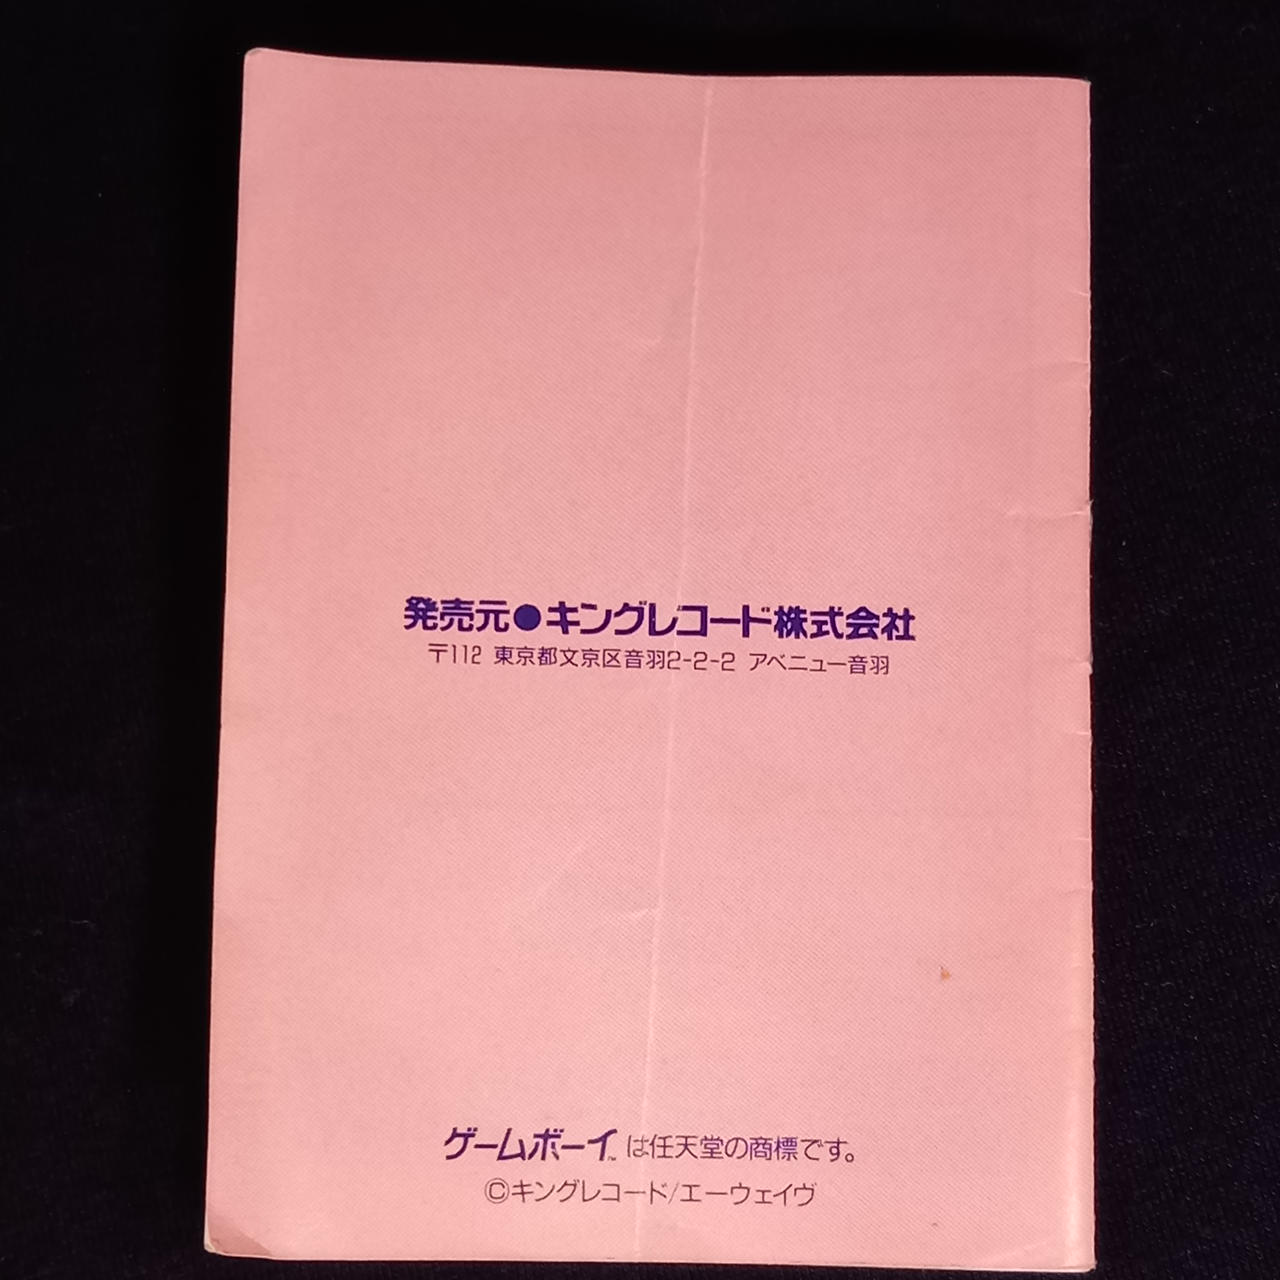 発売元●キングレコード株式会社
〒112 東京都文京区音羽2-2-2 アベニュー音羽
ゲームボーイ™は任天堂の商標です。
©キングレコード/エーウェイヴ